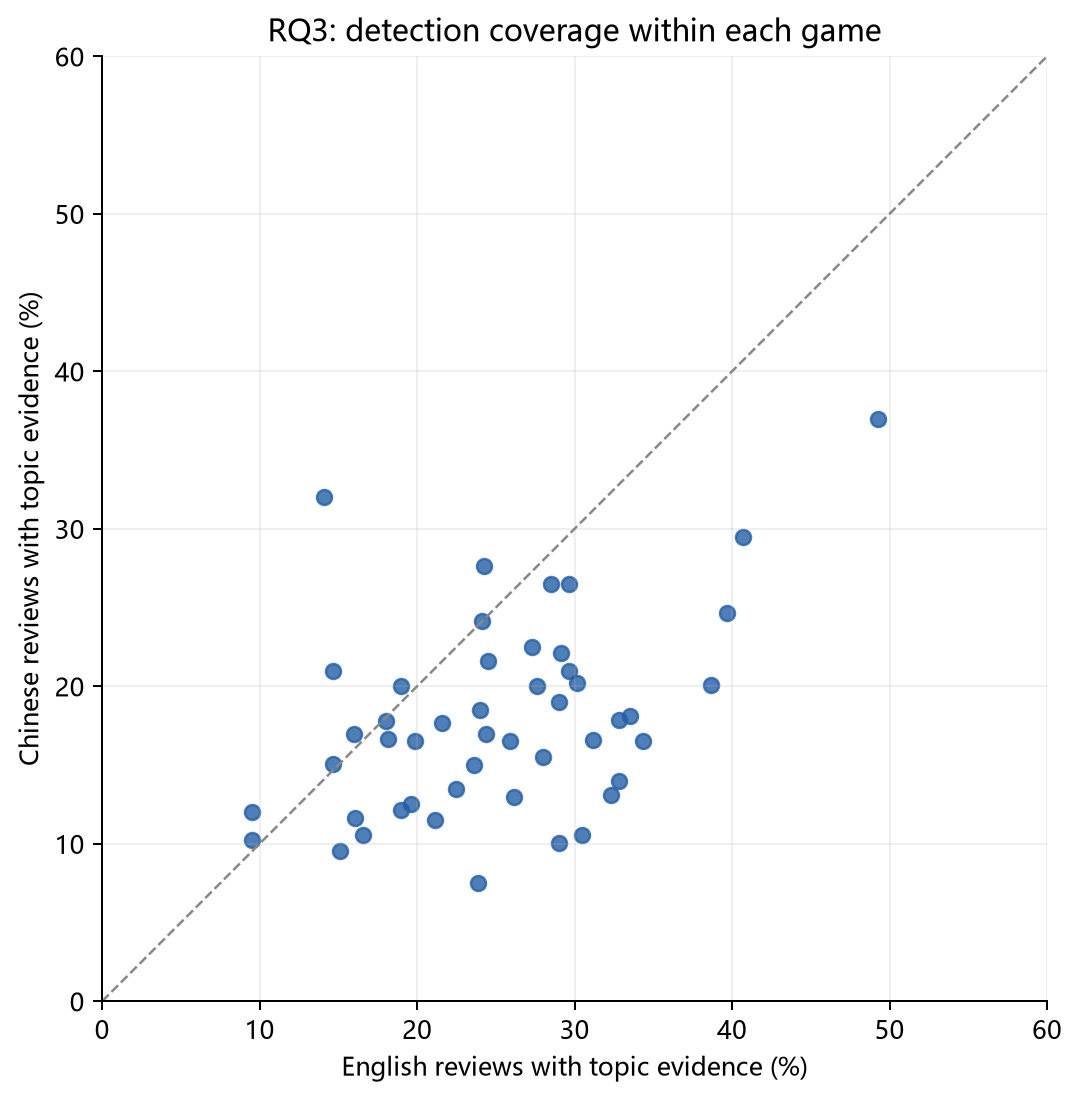 RQ3: detection coverage within each game
60
50
40
30
20
10
0
Chinese reviews with topic evidence (%)
0 10 20 30 40 50 60
English reviews with topic evidence (%)